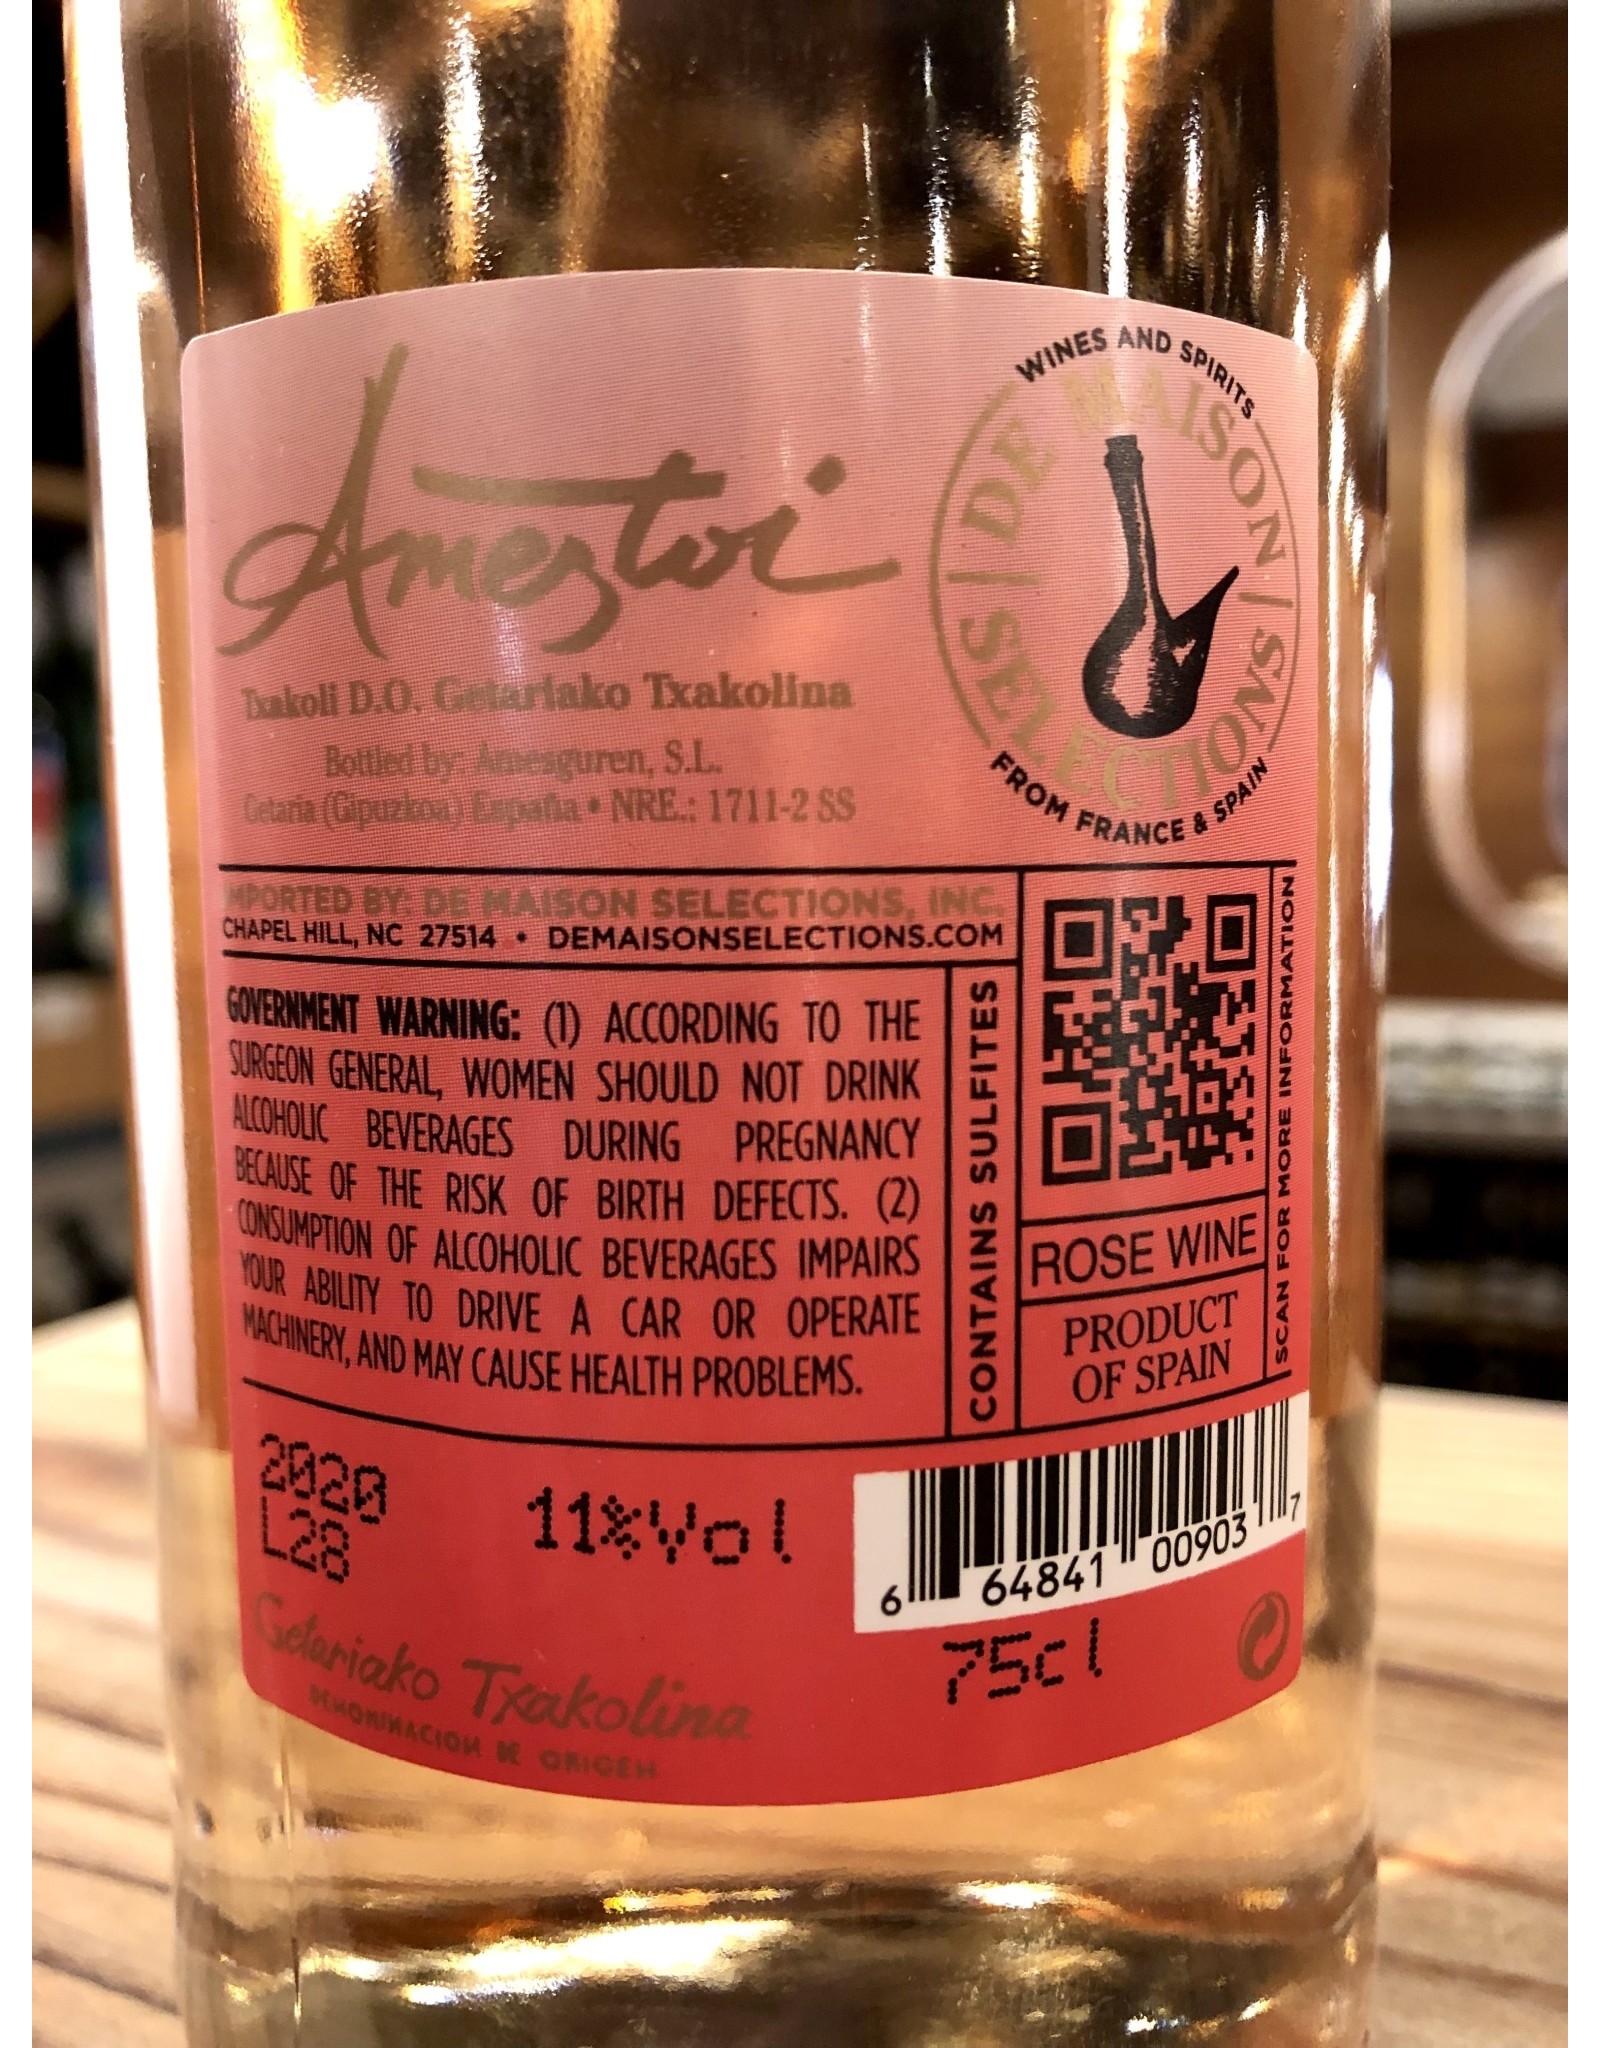 Ameztoi
Txakoli D.O. Getariako Txakolina
Bottled by: Amesguren, S.L.
Getaria (Gipuzkoa) España • NRE.: 1711-2 SS
WINES AND SPIRITS
DE MAISON
SELECTIONS
FROM FRANCE & SPAIN
IMPORTED BY: DE MAISON SELECTIONS, INC.
CHAPEL HILL, NC 27514 • DEMAISONSELECTIONS.COM
GOVERNMENT WARNING: (1) ACCORDING TO THE
SURGEON GENERAL, WOMEN SHOULD NOT DRINK
ALCOHOLIC BEVERAGES DURING PREGNANCY
BECAUSE OF THE RISK OF BIRTH DEFECTS. (2)
CONSUMPTION OF ALCOHOLIC BEVERAGES IMPAIRS
YOUR ABILITY TO DRIVE A CAR OR OPERATE
MACHINERY, AND MAY CAUSE HEALTH PROBLEMS.
CONTAINS SULFITES
SCAN FOR MORE INFORMATION
ROSE WINE
PRODUCT
OF SPAIN
2020
L28
11%Vol
6 64841 00903 7
75cl
Getariako Txakolina
DENOMINACION DE ORIGEN